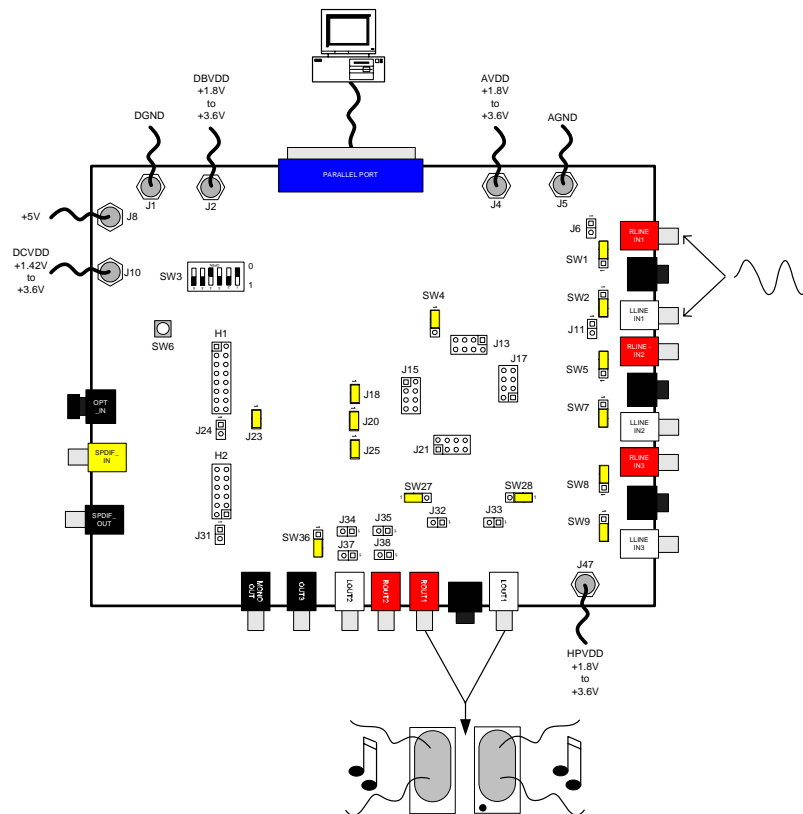 DBVDD
+1.8V
to
+3.6V
AVDD
+1.8V
to
+3.6V
DGND
AGND
PARALLEL PORT
J1
J2
J4
J5
+5V
J8
DCVDD
+1.42V
to
+3.6V
J10
SW3
0
1
SW6
H1
J24
J23
H2
J31
OPT
_IN
SPDIF_
IN
SPDIF_
OUT
SW4
J13
J15
J17
J18
J20
J25
J21
SW27
SW28
J32
J33
J34
J35
J37
J38
SW36
J6
SW1
SW2
J11
SW5
SW7
SW8
SW9
RLINE
IN1
LLINE
IN1
RLINE -
IN2
LLINE
IN2
RLINE
IN3
LLINE
IN3
J47
HPVDD
+1.8V
to
+3.6V
MONO
OUT
OUT3
LOUT2
ROUT2
ROUT1
LOUT1